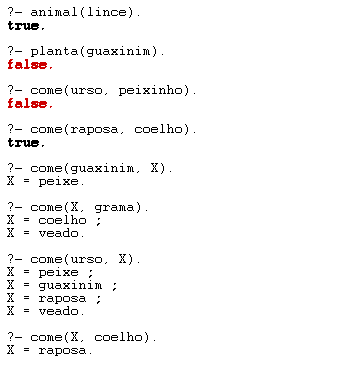 ?- animal(lince).
true.
?- planta(guaxinim).
false.
?- come(urso, peixinho).
false.
?- come(raposa, coelho).
true.
?- come(guaxinim, X).
X = peixe.
?- come(X, grama).
X = coelho ;
X = veado.
?- come(urso, X).
X = peixe ;
X = guaxinim ;
X = raposa ;
X = veado.
?- come(X, coelho).
X = raposa.